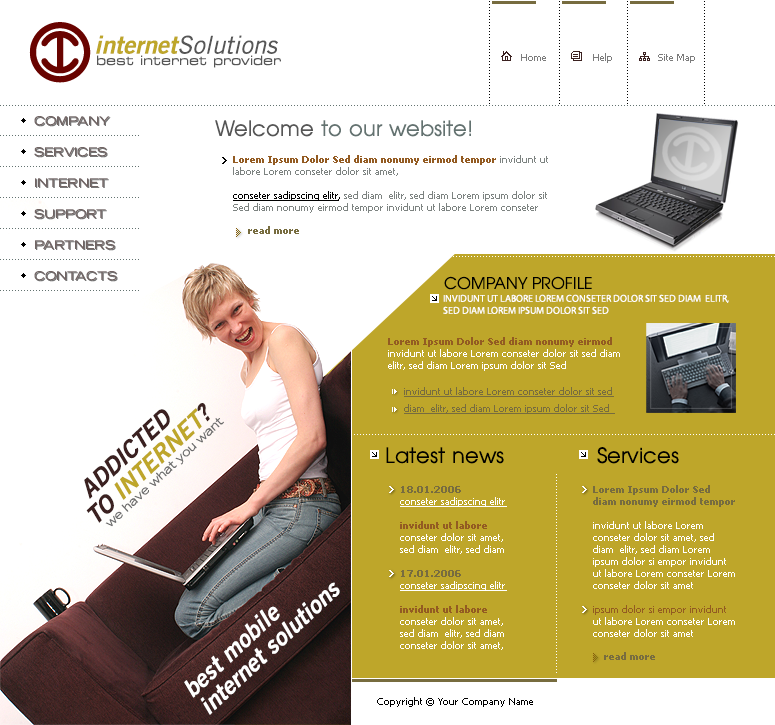 internetSolutions
best internet provider
Home
Help
Site Map
COMPANY
SERVICES
INTERNET
SUPPORT
PARTNERS
CONTACTS
Welcome to our website!
Lorem Ipsum Dolor Sed diam nonumy eirmod tempor invidunt ut
labore Lorem conseter dolor sit amet,
conseter sadipscing elitr, sed diam elitr, sed diam Lorem ipsum dolor sit
Sed diam nonumy eirmod tempor invidunt ut labore Lorem conseter
read more
ADDICTED
TO INTERNET?
we have what you want
best mobile
internet solutions
COMPANY PROFILE
INVIDUNT UT LABORE LOREM CONSETER DOLOR SIT SED DIAM ELITR,
SED DIAM LOREM IPSUM DOLOR SIT SED
Lorem Ipsum Dolor Sed diam nonumy eirmod
invidunt ut labore Lorem conseter dolor sit sed diam
elitr, sed diam Lorem ipsum dolor sit Sed
invidunt ut labore Lorem conseter dolor sit sed
diam elitr, sed diam Lorem ipsum dolor sit Sed
Latest news
18.01.2006
conseter sadipscing elitr
invidunt ut labore
conseter dolor sit amet,
sed diam elitr, sed diam
17.01.2006
conseter sadipscing elitr
invidunt ut labore
conseter dolor sit amet,
sed diam elitr, sed diam
conseter dolor sit amet,
Services
Lorem Ipsum Dolor Sed
diam nonumy eirmod tempor
invidunt ut labore Lorem
conseter dolor sit amet, sed
diam elitr, sed diam Lorem
ipsum dolor si empor invidunt
ut labore Lorem conseter Lorem
conseter dolor sit amet
ipsum dolor si empor invidunt
ut labore Lorem conseter Lorem
conseter dolor sit amet
read more
Copyright © Your Company Name